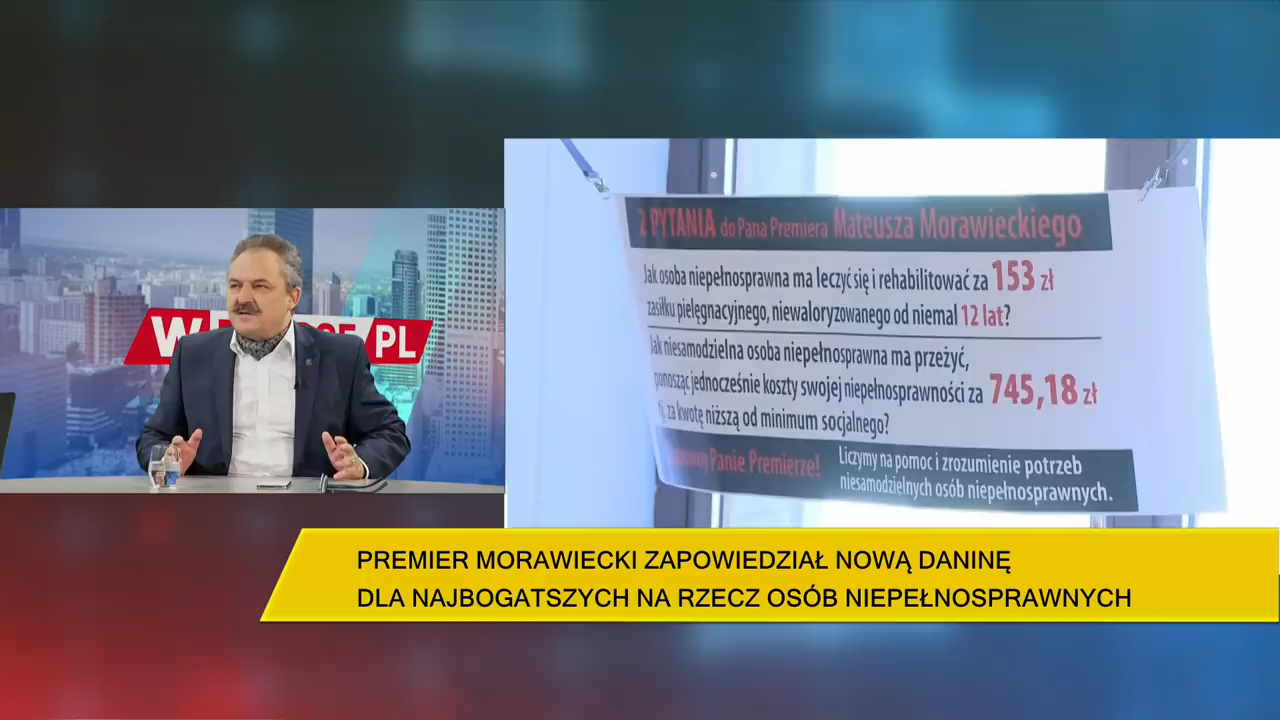 W
PL
2 PYTANIA do Pana Premiera Mateusza Morawieckiego
Jak osoba niepełnosprawna ma leczyć się i rehabilitować za 153 zł
zasiłku pielęgnacyjnego, niewaloryzowanego od niemal 12 lat?
Jak niesamodzielna osoba niepełnosprawna ma przeżyć,
ponosząc jednocześnie koszty swojej niepełnosprawności za 745,18 zł
tj. za kwotę niższą od minimum socjalnego?
Panie Premierze! Liczymy na pomoc i zrozumienie potrzeb
niesamodzielnych osób niepełnosprawnych.
PREMIER MORAWIECKI ZAPOWIEDZIAŁ NOWĄ DANINĘ
DLA NAJBOGATSZYCH NA RZECZ OSÓB NIEPEŁNOSPRAWNYCH